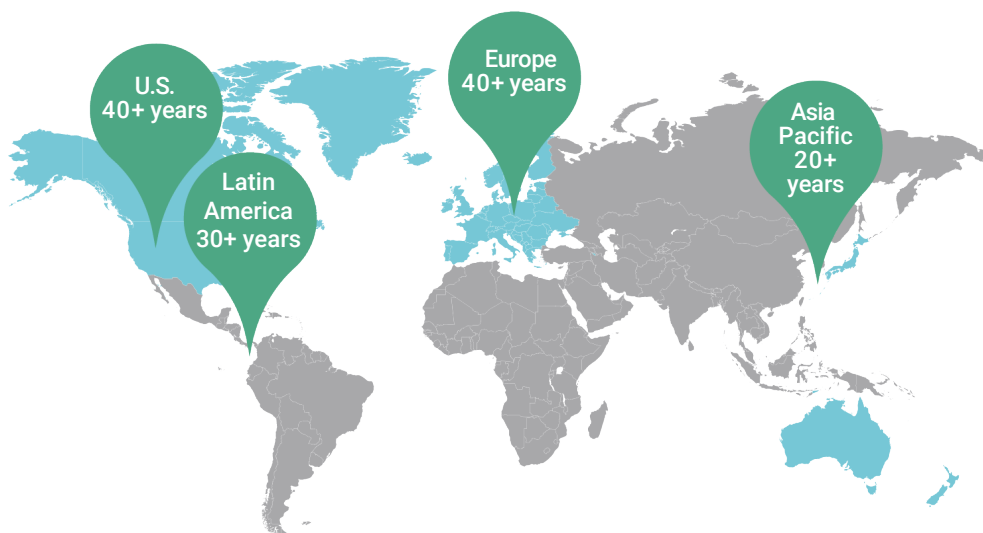 U.S.
40+ years
Latin
America
30+ years
Europe
40+ years
Asia
Pacific
20+
years